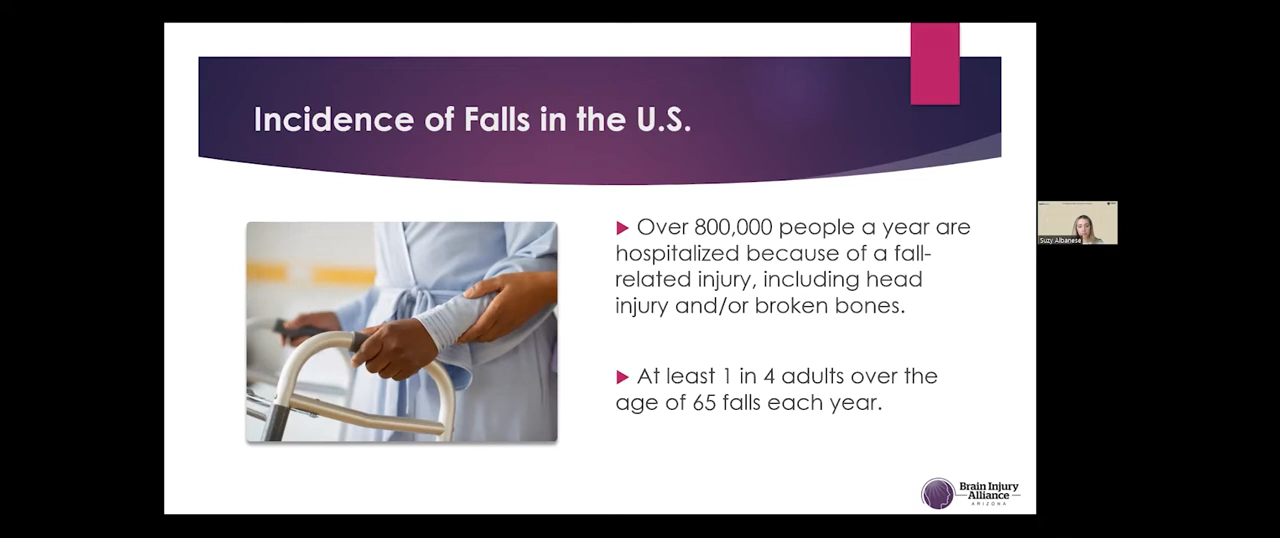 Incidence of Falls in the U.S.
Over 800,000 people a year are
hospitalized because of a fall-
related injury, including head
injury and/or broken bones.
At least 1 in 4 adults over the
age of 65 falls each year.
Suzy Albanese
Brain Injury
Alliance
ARIZONA